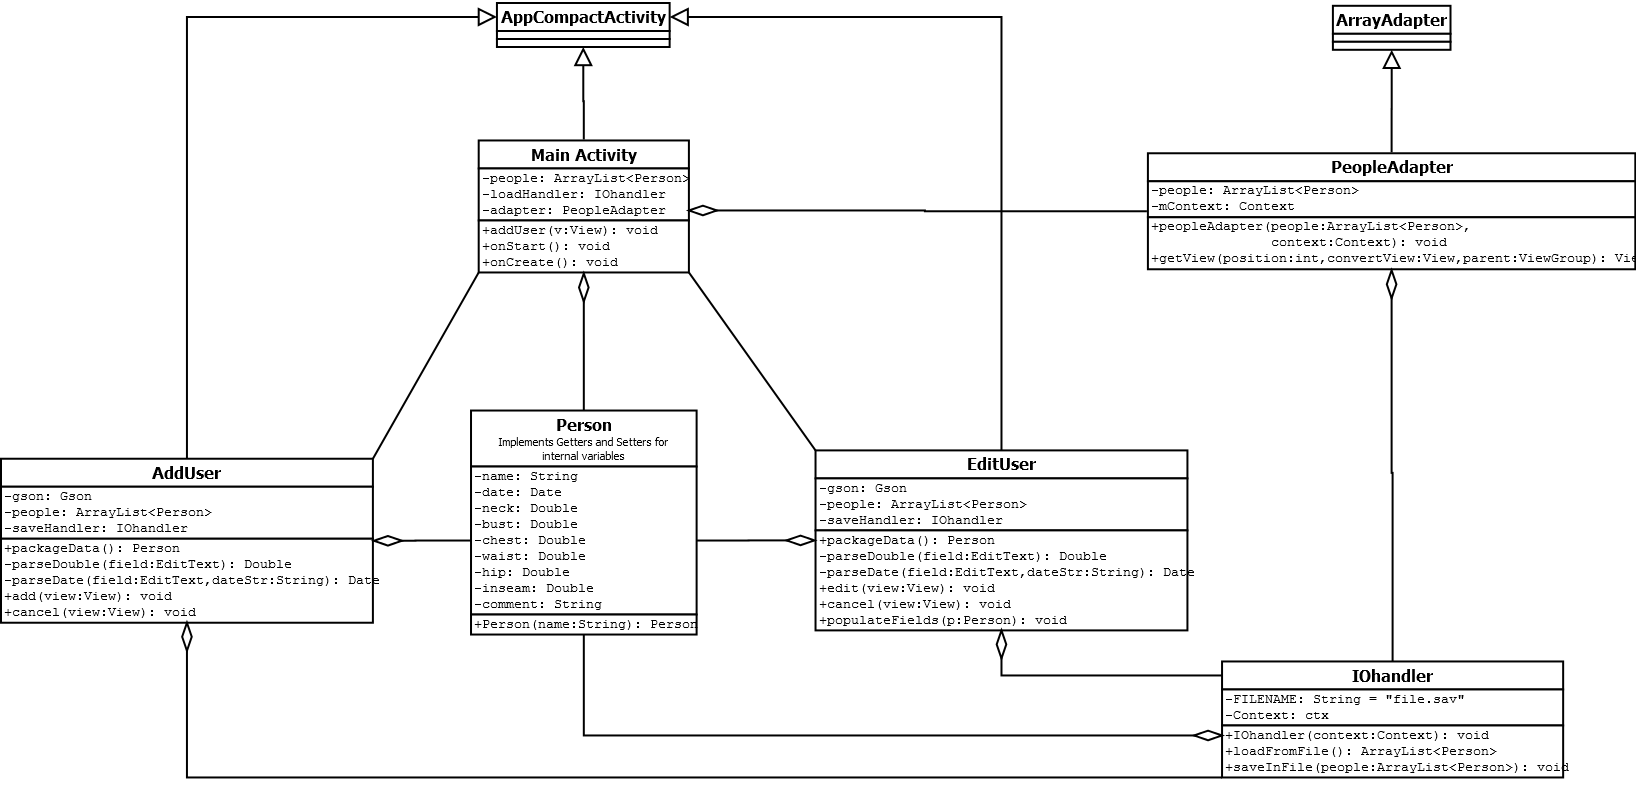 AppCompactActivity
ArrayAdapter
Main Activity
-people: ArrayList<Person>
-loadHandler: IOhandler
-adapter: PeopleAdapter
+addUser(v:View): void
+onStart(): void
+onCreate(): void
PeopleAdapter
-people: ArrayList<Person>
-mContext: Context
+peopleAdapter(people:ArrayList<Person>,
context:Context): void
+getView(position:int,convertView:View,parent:ViewGroup): Vie
AddUser
-gson: Gson
-people: ArrayList<Person>
-saveHandler: IOhandler
+packageData(): Person
-parseDouble(field:EditText): Double
-parseDate(field:EditText,dateStr:String): Date
+add(view:View): void
+cancel(view:View): void
Person
Implements Getters and Setters for
internal variables
-name: String
-date: Date
-neck: Double
-bust: Double
-chest: Double
-waist: Double
-hip: Double
-inseam: Double
-comment: String
+Person(name:String): Person
EditUser
-gson: Gson
-people: ArrayList<Person>
-saveHandler: IOhandler
+packageData(): Person
-parseDouble(field:EditText): Double
-parseDate(field:EditText,dateStr:String): Date
+edit(view:View): void
+cancel(view:View): void
+populateFields(p:Person): void
IOhandler
-FILENAME: String = "file.sav"
-Context: ctx
+IOhandler(context:Context): void
+loadFromFile(): ArrayList<Person>
+saveInFile(people:ArrayList<Person>): void